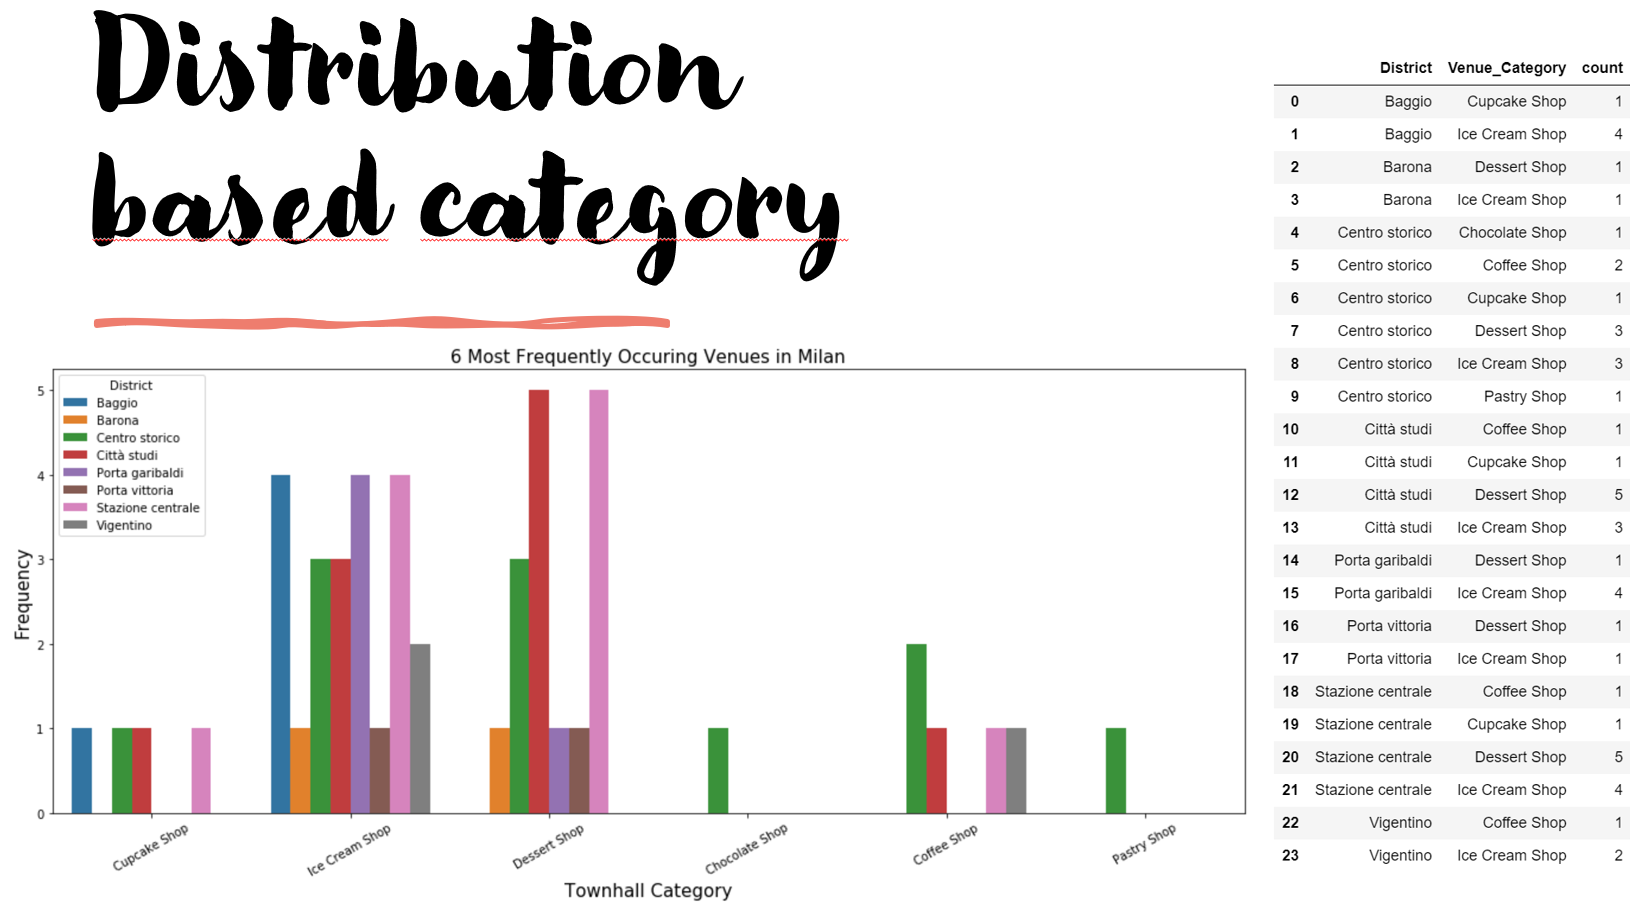 Distribution
based category
6 Most Frequently Occuring Venues in Milan
District
Baggio
Barona
Centro storico
Città studi
Porta garibaldi
Porta vittoria
Stazione centrale
Vigentino
Frequency
5
4
3
2
1
0
Cupcake Shop
Ice Cream Shop
Dessert Shop
Chocolate Shop
Coffee Shop
Pastry Shop
Townhall Category
District Venue_Category count
0 Baggio Cupcake Shop 1
1 Baggio Ice Cream Shop 4
2 Barona Dessert Shop 1
3 Barona Ice Cream Shop 1
4 Centro storico Chocolate Shop 1
5 Centro storico Coffee Shop 2
6 Centro storico Cupcake Shop 1
7 Centro storico Dessert Shop 3
8 Centro storico Ice Cream Shop 3
9 Centro storico Pastry Shop 1
10 Città studi Coffee Shop 1
11 Città studi Cupcake Shop 1
12 Città studi Dessert Shop 5
13 Città studi Ice Cream Shop 3
14 Porta garibaldi Dessert Shop 1
15 Porta garibaldi Ice Cream Shop 4
16 Porta vittoria Dessert Shop 1
17 Porta vittoria Ice Cream Shop 1
18 Stazione centrale Coffee Shop 1
19 Stazione centrale Cupcake Shop 1
20 Stazione centrale Dessert Shop 5
21 Stazione centrale Ice Cream Shop 4
22 Vigentino Coffee Shop 1
23 Vigentino Ice Cream Shop 2